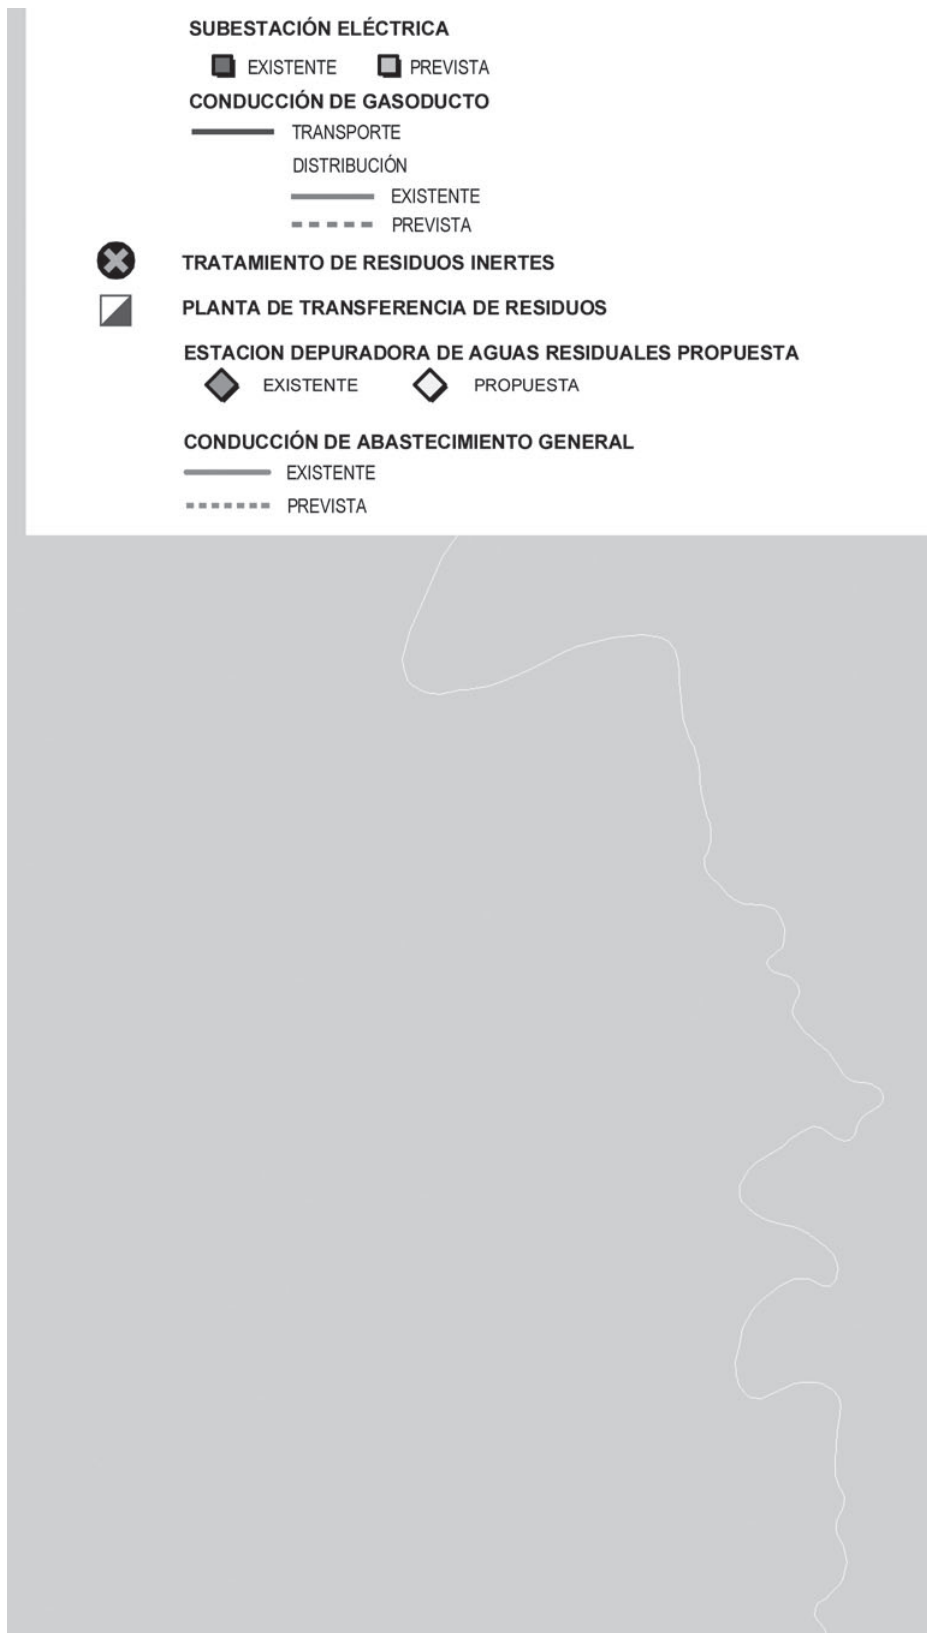 SUBESTACIÓN ELÉCTRICA
EXISTENTE PREVISTA
CONDUCCIÓN DE GASODUCTO
TRANSPORTE
DISTRIBUCIÓN
EXISTENTE
PREVISTA
TRATAMIENTO DE RESIDUOS INERTES
PLANTA DE TRANSFERENCIA DE RESIDUOS
ESTACION DEPURADORA DE AGUAS RESIDUALES PROPUESTA
EXISTENTE PROPUESTA
CONDUCCIÓN DE ABASTECIMIENTO GENERAL
EXISTENTE
PREVISTA